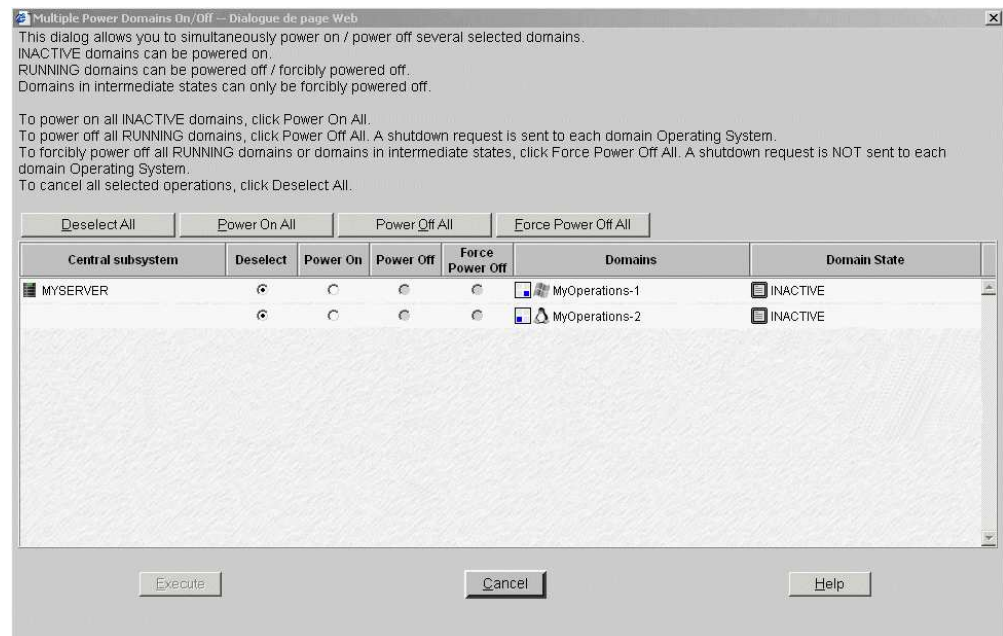 Multiple Power Domains On/Off -- Dialogue de page Web
This dialog allows you to simultaneously power on / power off several selected domains.
INACTIVE domains can be powered on.
RUNNING domains can be powered off / forcibly powered off.
Domains in intermediate states can only be forcibly powered off.
To power on all INACTIVE domains, click Power On All.
To power off all RUNNING domains, click Power Off All. A shutdown request is sent to each domain Operating System.
To forcibly power off all RUNNING domains or domains in intermediate states, click Force Power Off All. A shutdown request is NOT sent to each
domain Operating System.
To cancel all selected operations, click Deselect All.
Deselect All Power On All Power Off All Force Power Off All
Central subsystem Deselect Power On Power Off Force Power Off Domains Domain State
MYSERVER MyOperations-1 INACTIVE
MyOperations-2 INACTIVE
Execute Cancel Help